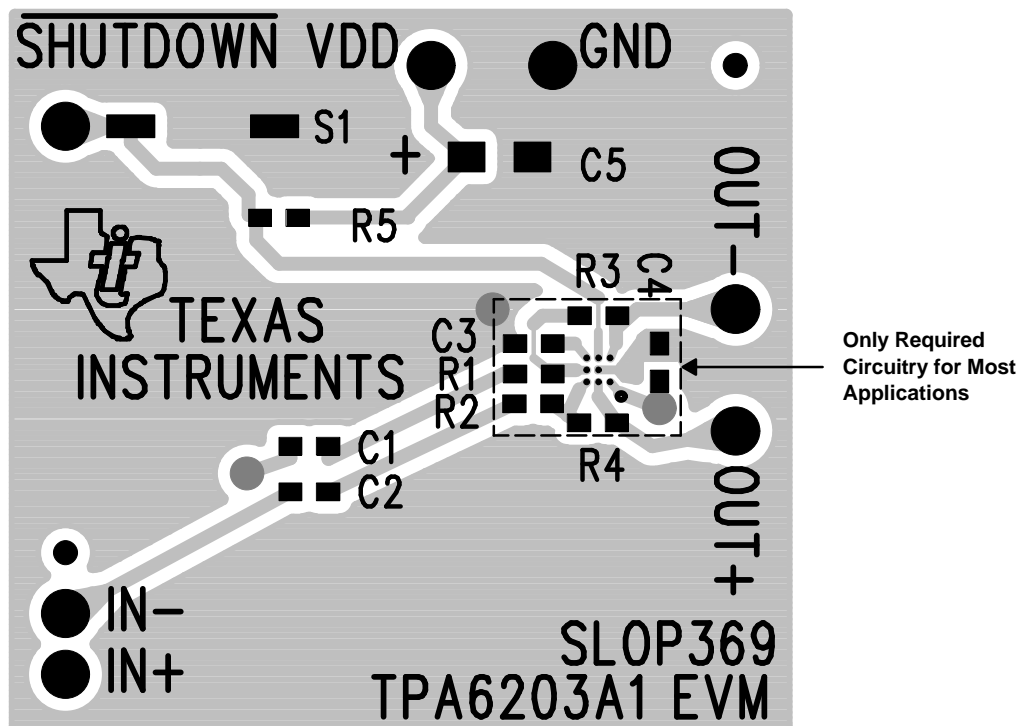 SHUTDOWN VDD GND
S1
+ C5
OUT-
R5
R3 C4
TEXAS
INSTRUMENTS
C3
R1
R2
R4
Only Required
Circuitry for Most
Applications
C1
C2
OUT+
IN-
IN+
SLOP369
TPA6203A1 EVM